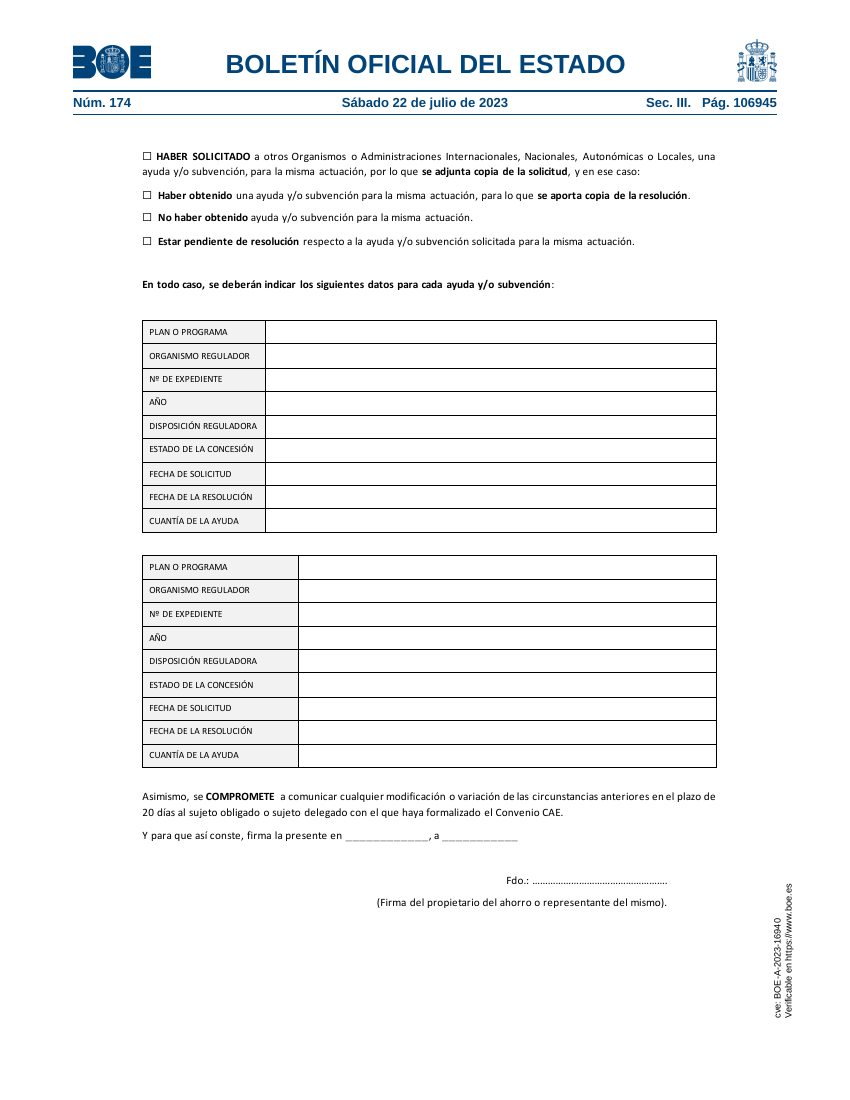 BOE
BOLETÍN OFICIAL DEL ESTADO
Núm. 174
Sábado 22 de julio de 2023
Sec. III. Pág. 106945
☐ HABER SOLICITADO a otros Organismos o Administraciones Internacionales, Nacionales, Autonómicas o Locales, una
ayuda y/o subvención, para la misma actuación, por lo que se adjunta copia de la solicitud, y en ese caso:
☐ Haber obtenido una ayuda y/o subvención para la misma actuación, para lo que se aporta copia de la resolución.
☐ No haber obtenido ayuda y/o subvención para la misma actuación.
☐ Estar pendiente de resolución respecto a la ayuda y/o subvención solicitada para la misma actuación.
En todo caso, se deberán indicar los siguientes datos para cada ayuda y/o subvención:
PLAN O PROGRAMA
ORGANISMO REGULADOR
Nº DE EXPEDIENTE
AÑO
DISPOSICIÓN REGULADORA
ESTADO DE LA CONCESIÓN
FECHA DE SOLICITUD
FECHA DE LA RESOLUCIÓN
CUANTÍA DE LA AYUDA
PLAN O PROGRAMA
ORGANISMO REGULADOR
Nº DE EXPEDIENTE
AÑO
DISPOSICIÓN REGULADORA
ESTADO DE LA CONCESIÓN
FECHA DE SOLICITUD
FECHA DE LA RESOLUCIÓN
CUANTÍA DE LA AYUDA
Asimismo, se COMPROMETE a comunicar cualquier modificación o variación de las circunstancias anteriores en el plazo de
20 días al sujeto obligado o sujeto delegado con el que haya formalizado el Convenio CAE.
Y para que así conste, firma la presente en ____________, a ___________
Fdo.: …………………………………………….
(Firma del propietario del ahorro o representante del mismo).
cve: BOE-A-2023-16940
Verificable en https://www.boe.es